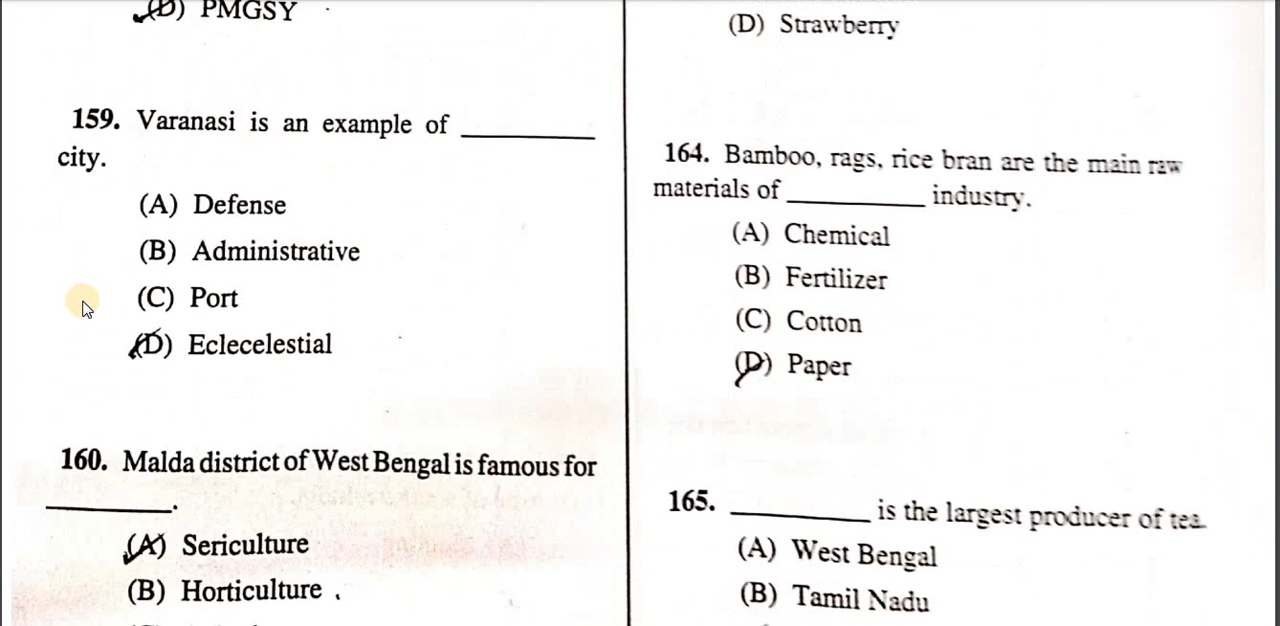 (D) PMGSY
159. Varanasi is an example of ________
city.
(A) Defense
(B) Administrative
(C) Port
(D) Eclecelestial
160. Malda district of West Bengal is famous for
________.
(A) Sericulture
(B) Horticulture .
(D) Strawberry
164. Bamboo, rags, rice bran are the main raw
materials of ________ industry.
(A) Chemical
(B) Fertilizer
(C) Cotton
(D) Paper
165. ________ is the largest producer of tea.
(A) West Bengal
(B) Tamil Nadu